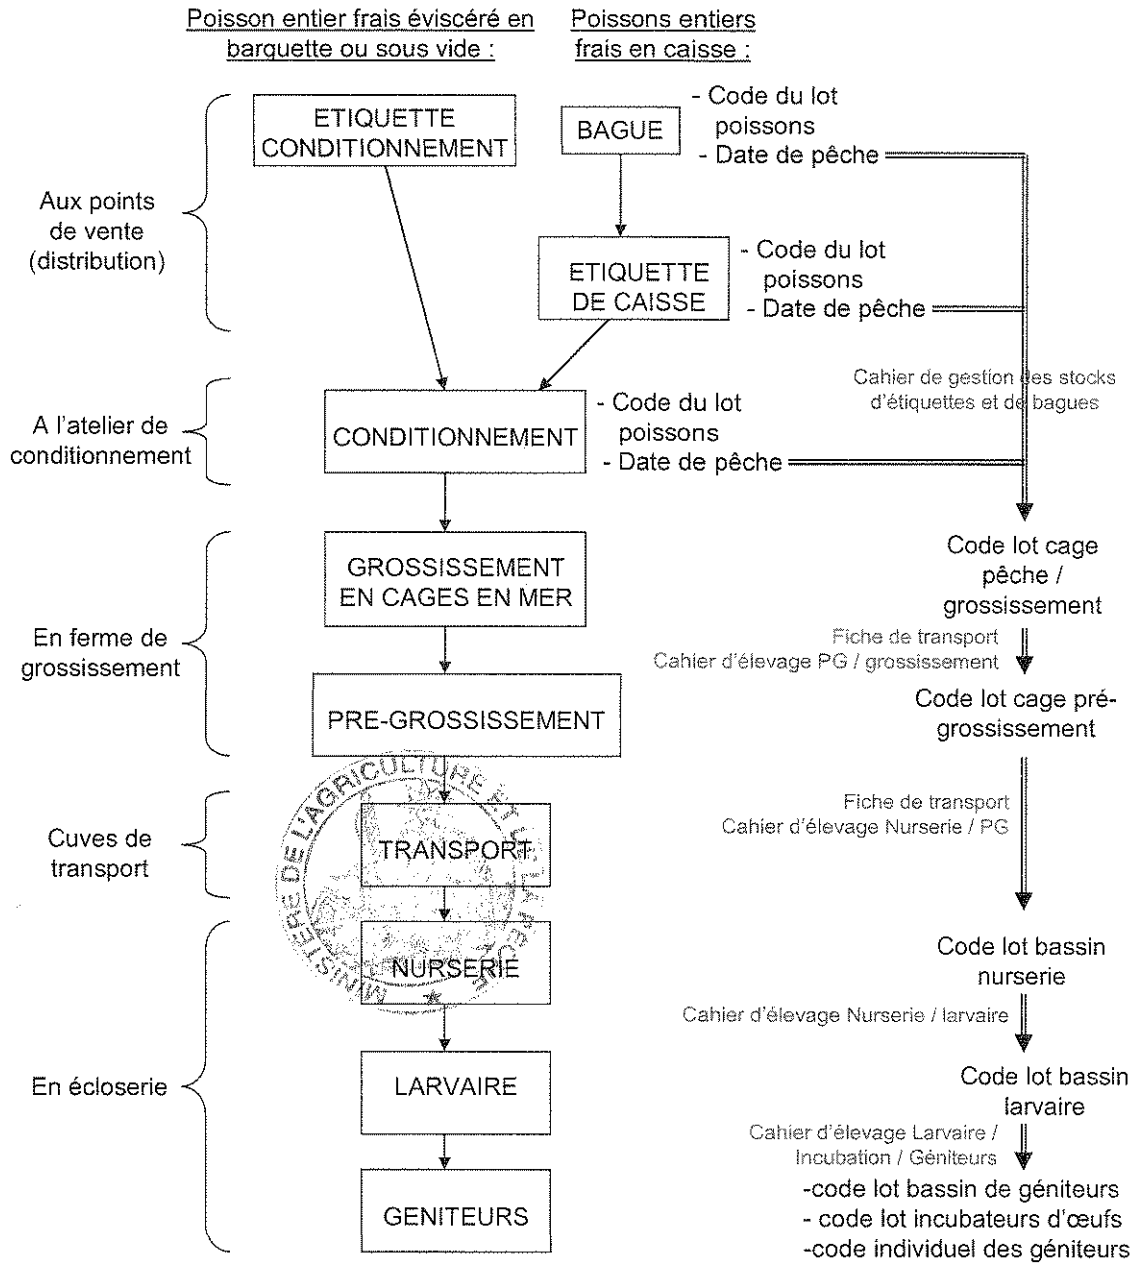 Poisson entier frais éviscéré en
barquette ou sous vide :
Poissons entiers
frais en caisse :
ETIQUETTE
CONDITIONNEMENT
BAGUE
- Code du lot
poissons
- Date de pêche
Aux points
de vente
(distribution)
ETIQUETTE
DE CAISSE
- Code du lot
poissons
- Date de pêche
Cahier de gestion des stocks
d'étiquettes et de bagues
A l'atelier de
conditionnement
CONDITIONNEMENT
- Code du lot
poissons
- Date de pêche
GROSSISSEMENT
EN CAGES EN MER
Code lot cage
pêche /
grossissement
En ferme de
grossissement
Fiche de transport
Cahier d'élevage PG / grossissement
PRE-GROSSISSEMENT
Code lot cage pré-
grossissement
MINISTERE DE L'AGRICULTURE ET DE LA PECHE
Cuves de
transport
TRANSPORT
Fiche de transport
Cahier d'élevage Nurserie / PG
NURSERIE
Code lot bassin
nurserie
Cahier d'élevage Nurserie / larvaire
En écloserie
LARVAIRE
Code lot bassin
larvaire
Cahier d'élevage Larvaire /
Incubation / Géniteurs
GENITEURS
-code lot bassin de géniteurs
- code lot incubateurs d'œufs
-code individuel des géniteurs